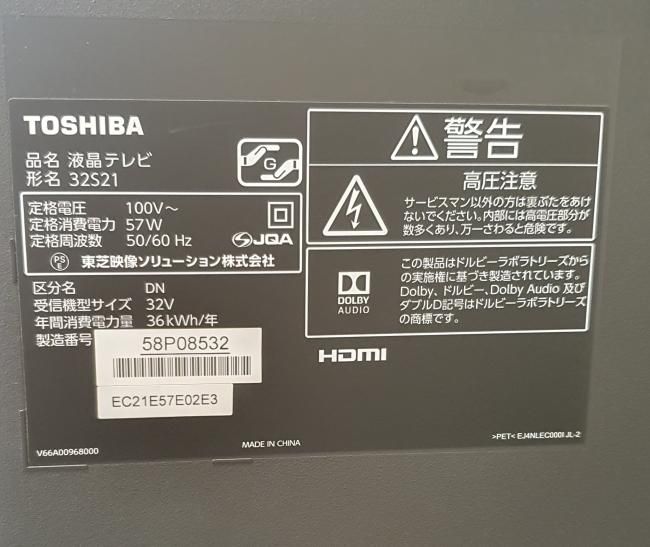 TOSHIBA
品名 液晶テレビ
形名 32S21
G
定格電圧 100V～
定格消費電力 57W
定格周波数 50/60 Hz
JQA
PS
E
東芝映像ソリューション株式会社
区分名 DN
受信機型サイズ 32V
年間消費電力量 36kWh/年
製造番号
58P08532
EC21E57E02E3
V66A00968000
MADE IN CHINA
警告
高圧注意
サービスマン以外の方は裏ぶたをあけ
ないでください。内部には高電圧部分が
数多くあり、万一さわると危険です。
DOLBY
AUDIO
この製品はドルビーラボラトリーズから
の実施権に基づき製造されています。
Dolby、ドルビー、Dolby Audio 及び
ダブルD記号はドルビーラボラトリーズ
の商標です。
HDMI
>PET< EJ4NLEC000I JL-2